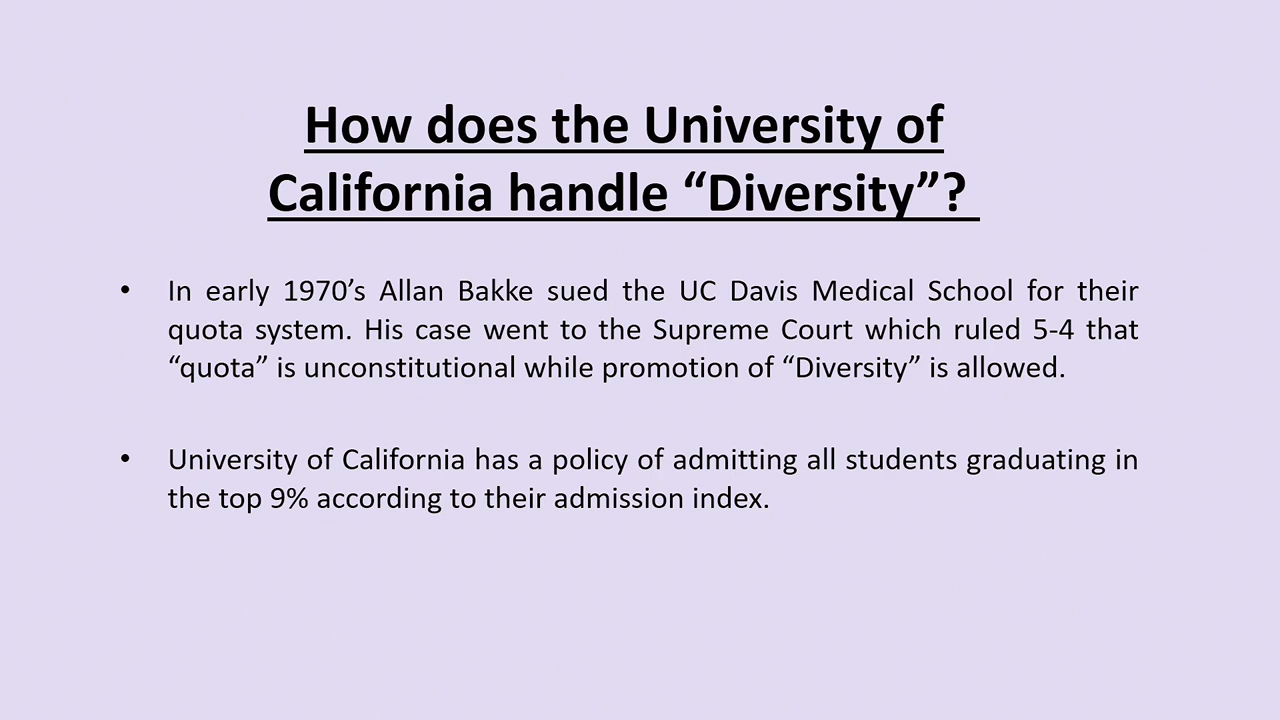 How does the University of
California handle “Diversity”?
• In early 1970’s Allan Bakke sued the UC Davis Medical School for their
quota system. His case went to the Supreme Court which ruled 5-4 that
“quota” is unconstitutional while promotion of “Diversity” is allowed.
• University of California has a policy of admitting all students graduating in
the top 9% according to their admission index.